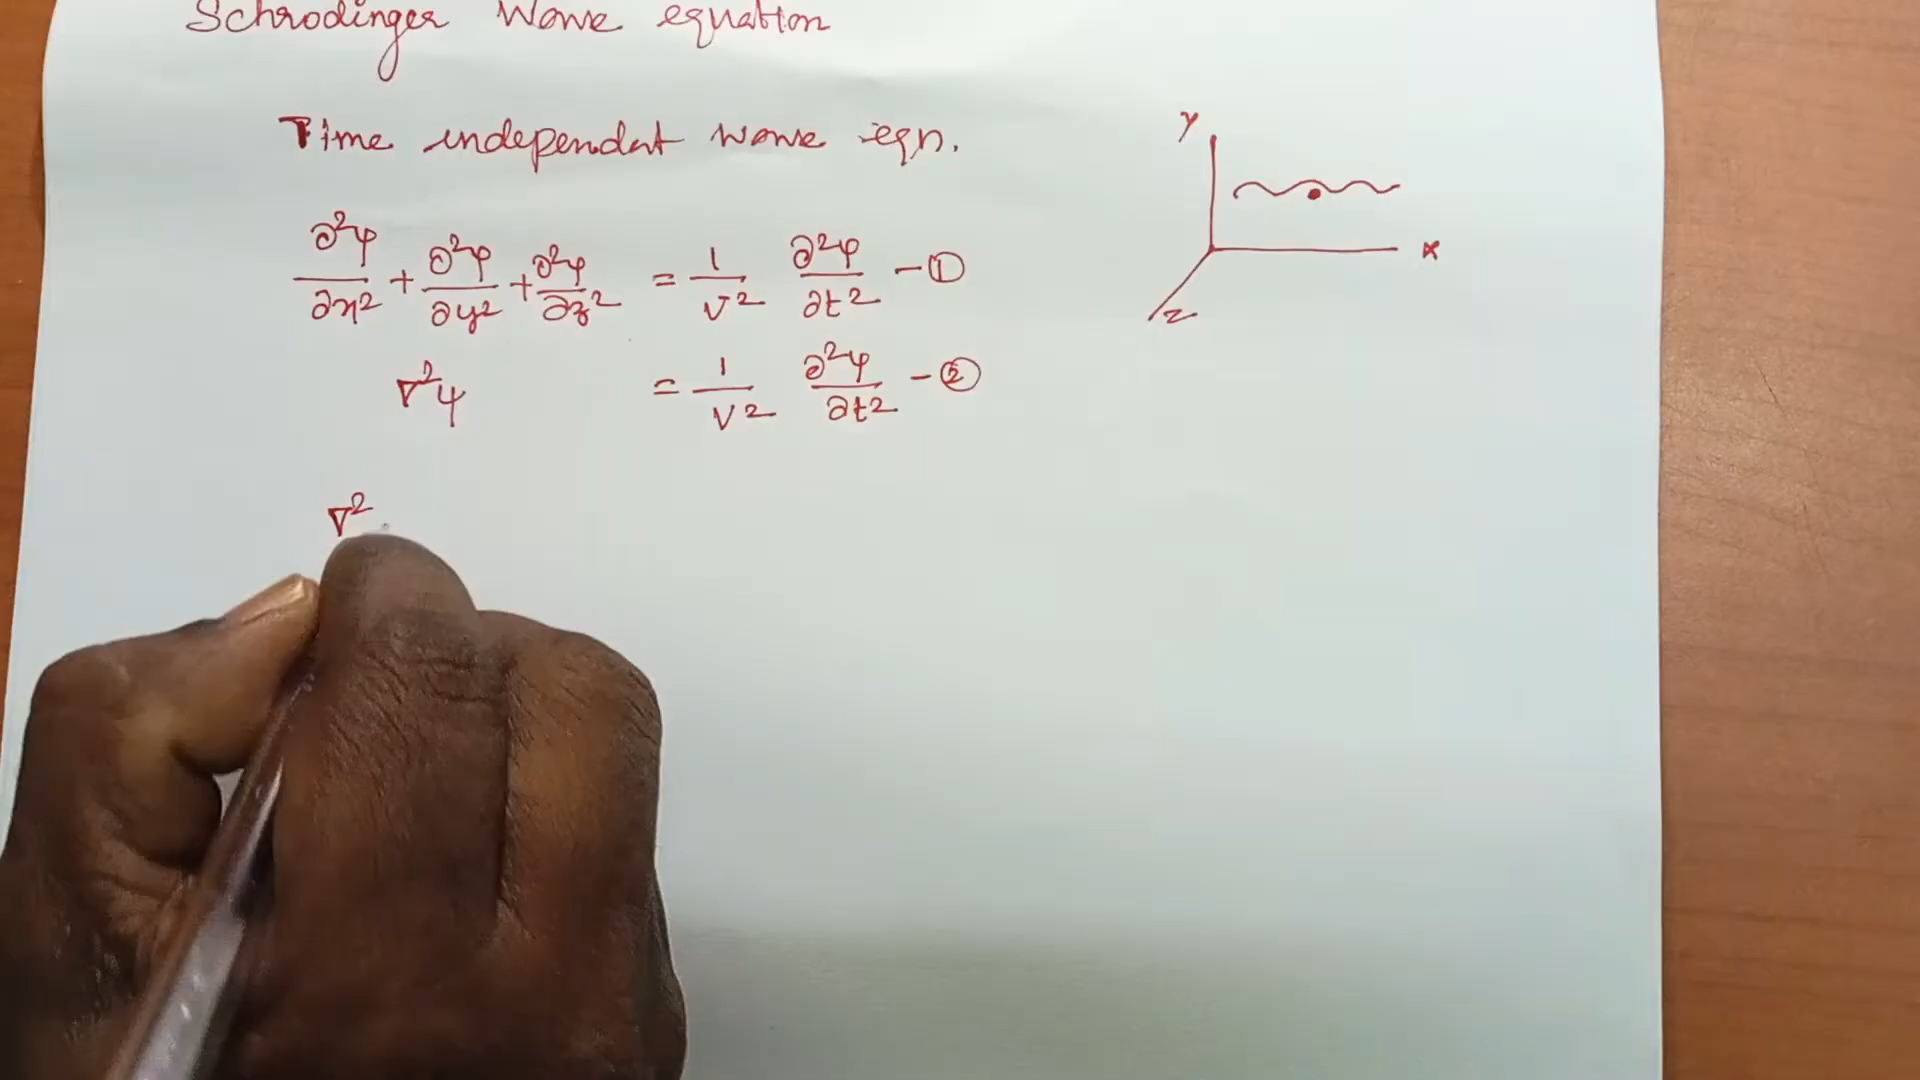 Schrodinger Wave equation
Time independat wave eqn.
∂²ψ/∂x² + ∂²ψ/∂y² + ∂²ψ/∂z² = 1/v² ∂²ψ/∂t² - ①
∇²ψ = 1/v² ∂²ψ/∂t² - ②
∇²
y
x
z